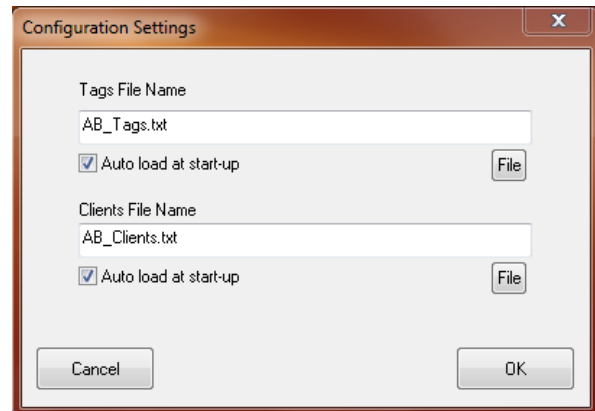 Configuration Settings
x
Tags File Name
AB_Tags.txt
Auto load at start-up
File
Clients File Name
AB_Clients.txt
Auto load at start-up
File
Cancel
OK